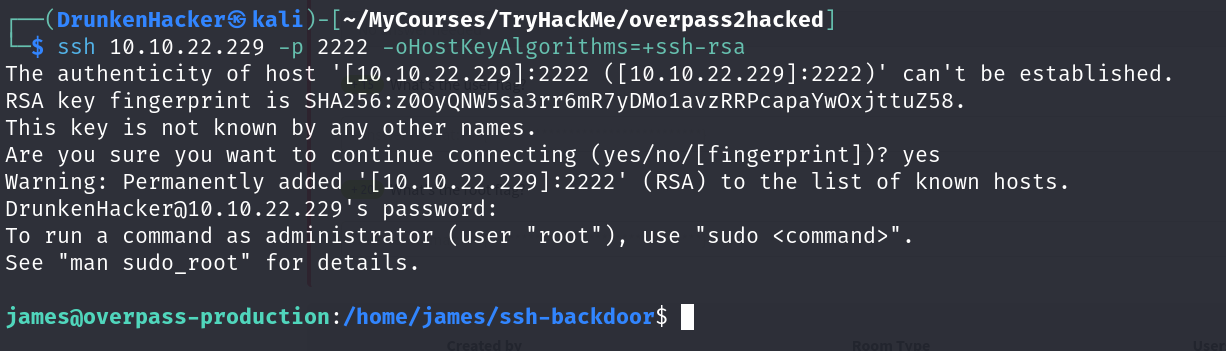 ┌──(DrunkenHacker㉿kali)-[~/MyCourses/TryHackMe/overpass2hacked]
└─$ ssh 10.10.22.229 -p 2222 -oHostKeyAlgorithms=+ssh-rsa
The authenticity of host '[10.10.22.229]:2222 ([10.10.22.229]:2222)' can't be established.
RSA key fingerprint is SHA256:z0OyQNW5sa3rr6mR7yDMo1avzRRPcapaYwOxjttuZ58.
This key is not known by any other names.
Are you sure you want to continue connecting (yes/no/[fingerprint])? yes
Warning: Permanently added '[10.10.22.229]:2222' (RSA) to the list of known hosts.
DrunkenHacker@10.10.22.229's password:
To run a command as administrator (user "root"), use "sudo <command>".
See "man sudo_root" for details.
james@overpass-production:/home/james/ssh-backdoor$
Created by Room Type